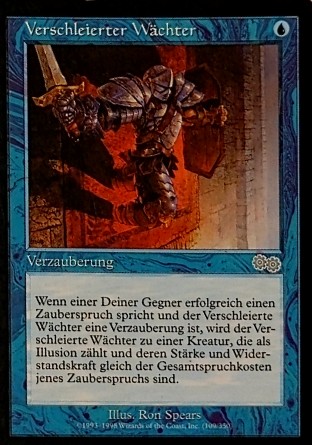 Verschleierter Wächter
Verzauberung
Wenn einer Deiner Gegner erfolgreich einen
Zauberspruch spricht und der Verschleierte
Wächter eine Verzauberung ist, wird der Ver-
schleierte Wächter zu einer Kreatur, die als
Illusion zählt und deren Stärke und Wider-
standskraft gleich der Gesamtspruchkosten
jenes Zauberspruchs sind.
Illus. Ron Spears
©1993-1998 Wizards of the Coast, Inc. /350